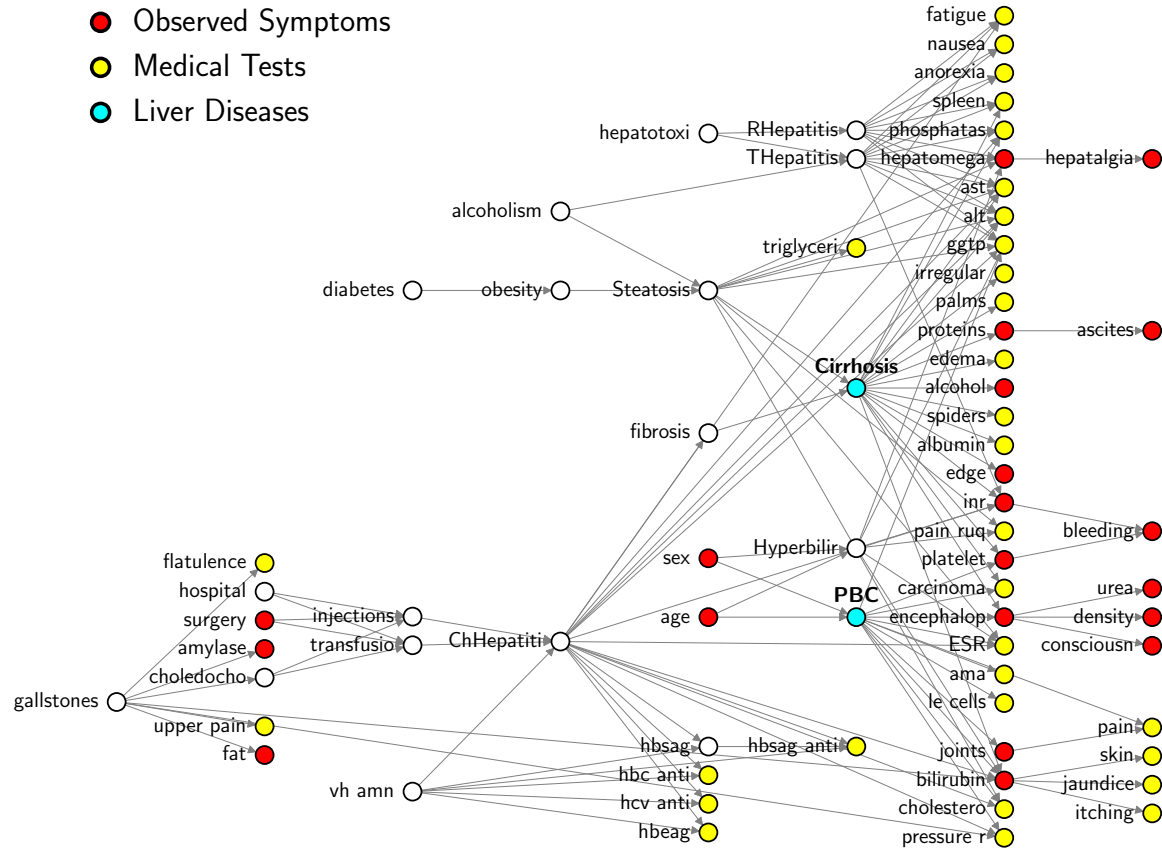 Observed Symptoms
Medical Tests
Liver Diseases
fatigue
nausea
anorexia
spleen
hepatotoxi
RHepatitis
phosphatas
THepatitis
hepatomega
hepatalgia
ast
alcoholism
alt
triglyceri
ggtp
irregular
diabetes
obesity
Steatosis
palms
proteins
ascites
edema
Cirrhosis
alcohol
spiders
fibrosis
albumin
edge
inr
pain ruq
bleeding
Hyperbilir
sex
platelet
flatulence
hospital
carcinoma
urea
PBC
surgery
injections
age
encephalop
density
amylase
transfusio
ChHepatiti
ESR
consciousn
choledocho
ama
gallstones
le cells
upper pain
pain
fat
hbsag
hbsag anti
joints
skin
hbc anti
bilirubin
jaundice
vh amn
hcv anti
cholestero
itching
hbeag
pressure r